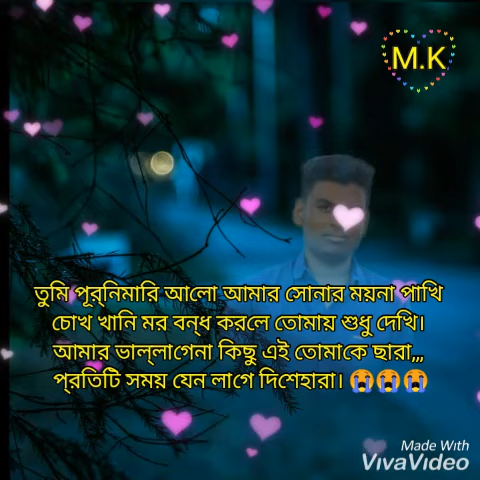 M.K
তুমি পূর্নিমারি আলো আমার সোনার ময়না পাখি
চোখ খানি মর বন্ধ করলে তোমায় শুধু দেখি।
আমার ভাল্লাগেনা কিছু এই তোমাকে ছারা,,,
প্রতিটি সময় যেন লাগে দিশেহারা। 😭😭😭
Made With
VivaVideo